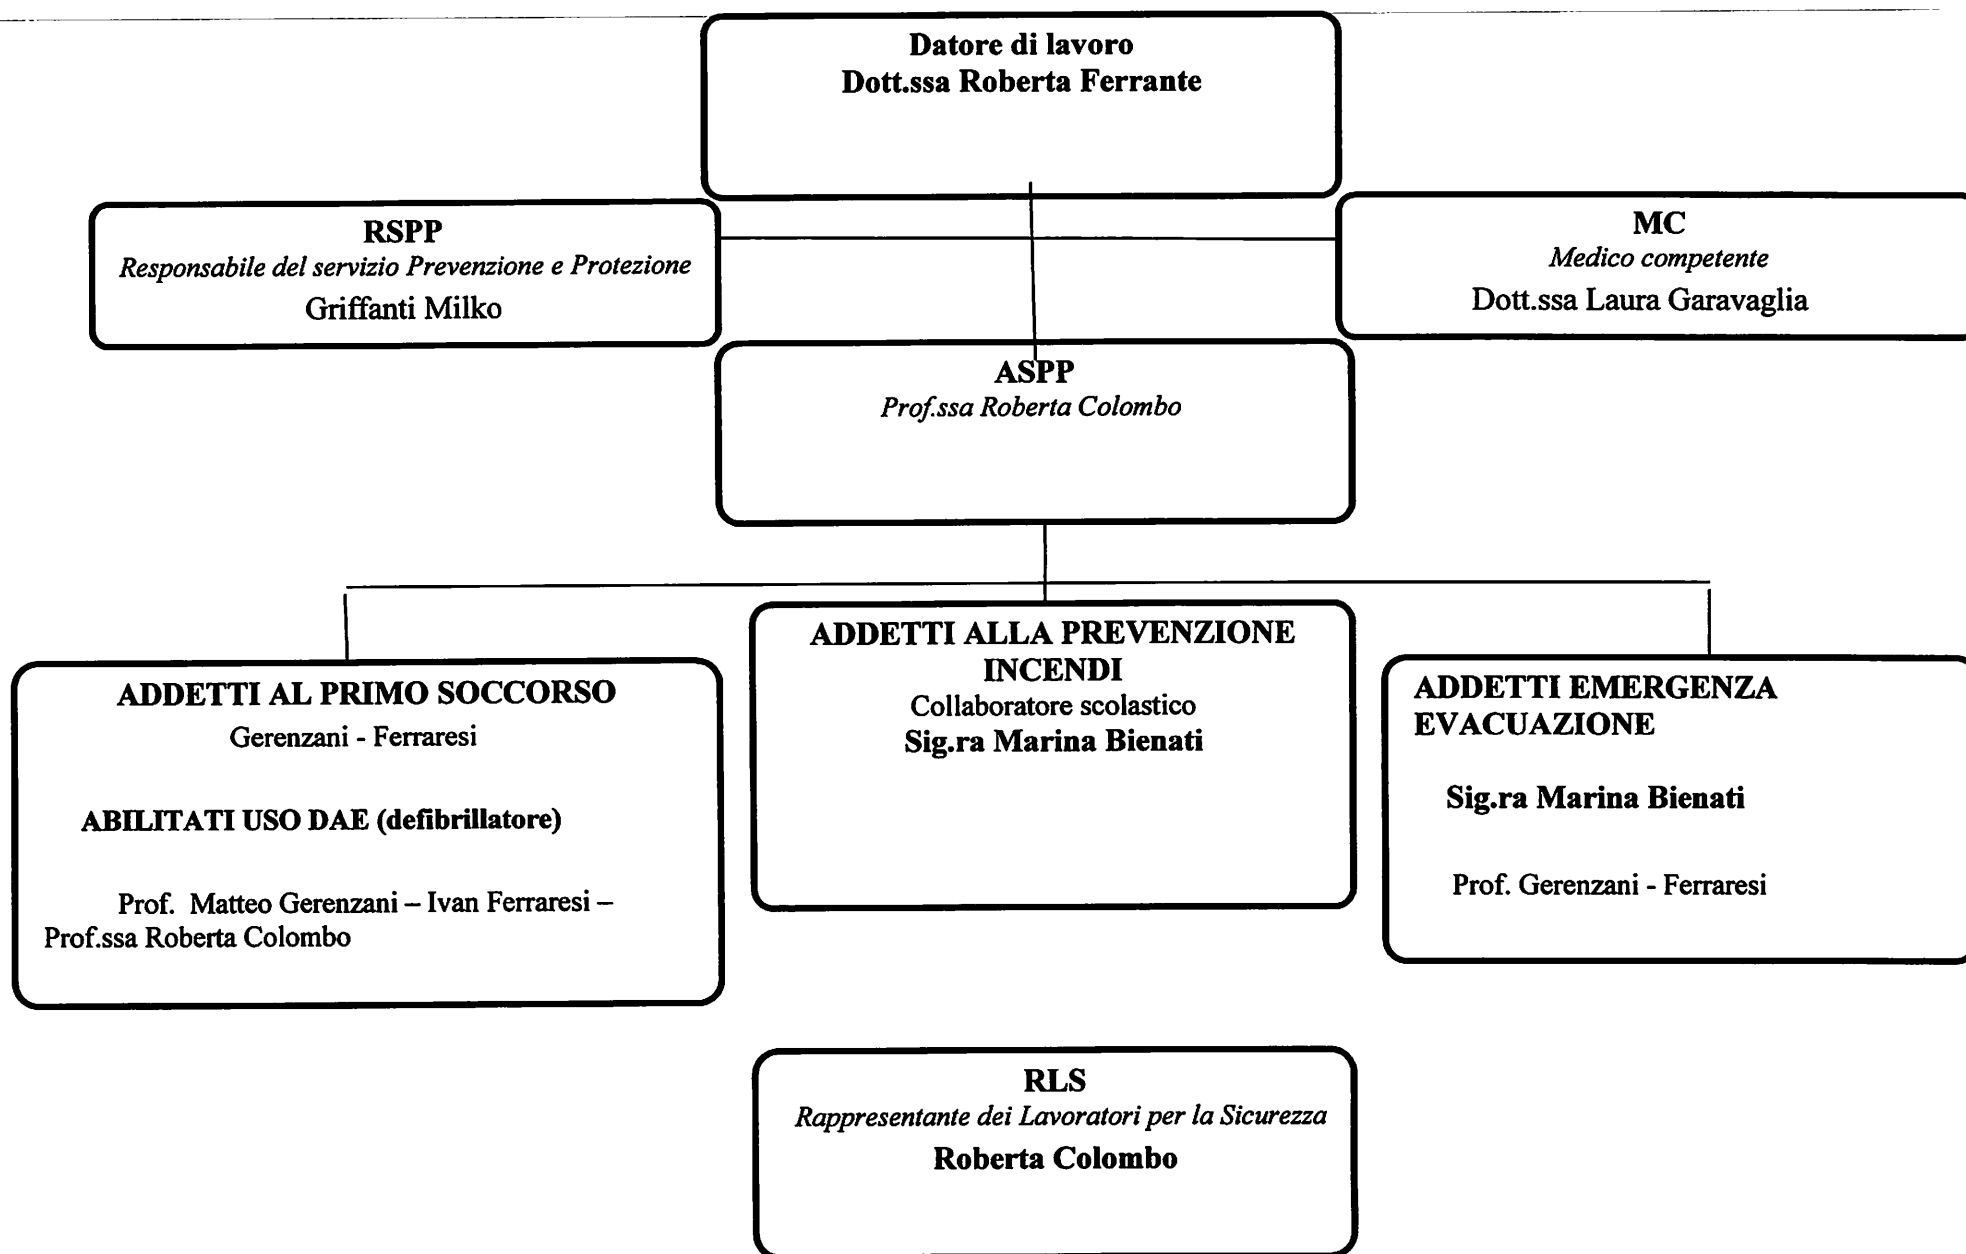 Datore di lavoro
Dott.ssa Roberta Ferrante
RSPP
Responsabile del servizio Prevenzione e Protezione
Griffanti Milko
MC
Medico competente
Dott.ssa Laura Garavaglia
ASPP
Prof.ssa Roberta Colombo
ADDETTI AL PRIMO SOCCORSO
Gerenzani - Ferraresi
ABILITATI USO DAE (defibrillatore)
Prof. Matteo Gerenzani – Ivan Ferraresi –
Prof.ssa Roberta Colombo
ADDETTI ALLA PREVENZIONE
INCENDI
Collaboratore scolastico
Sig.ra Marina Bienati
ADDETTI EMERGENZA
EVACUAZIONE
Sig.ra Marina Bienati
Prof. Gerenzani - Ferraresi
RLS
Rappresentante dei Lavoratori per la Sicurezza
Roberta Colombo